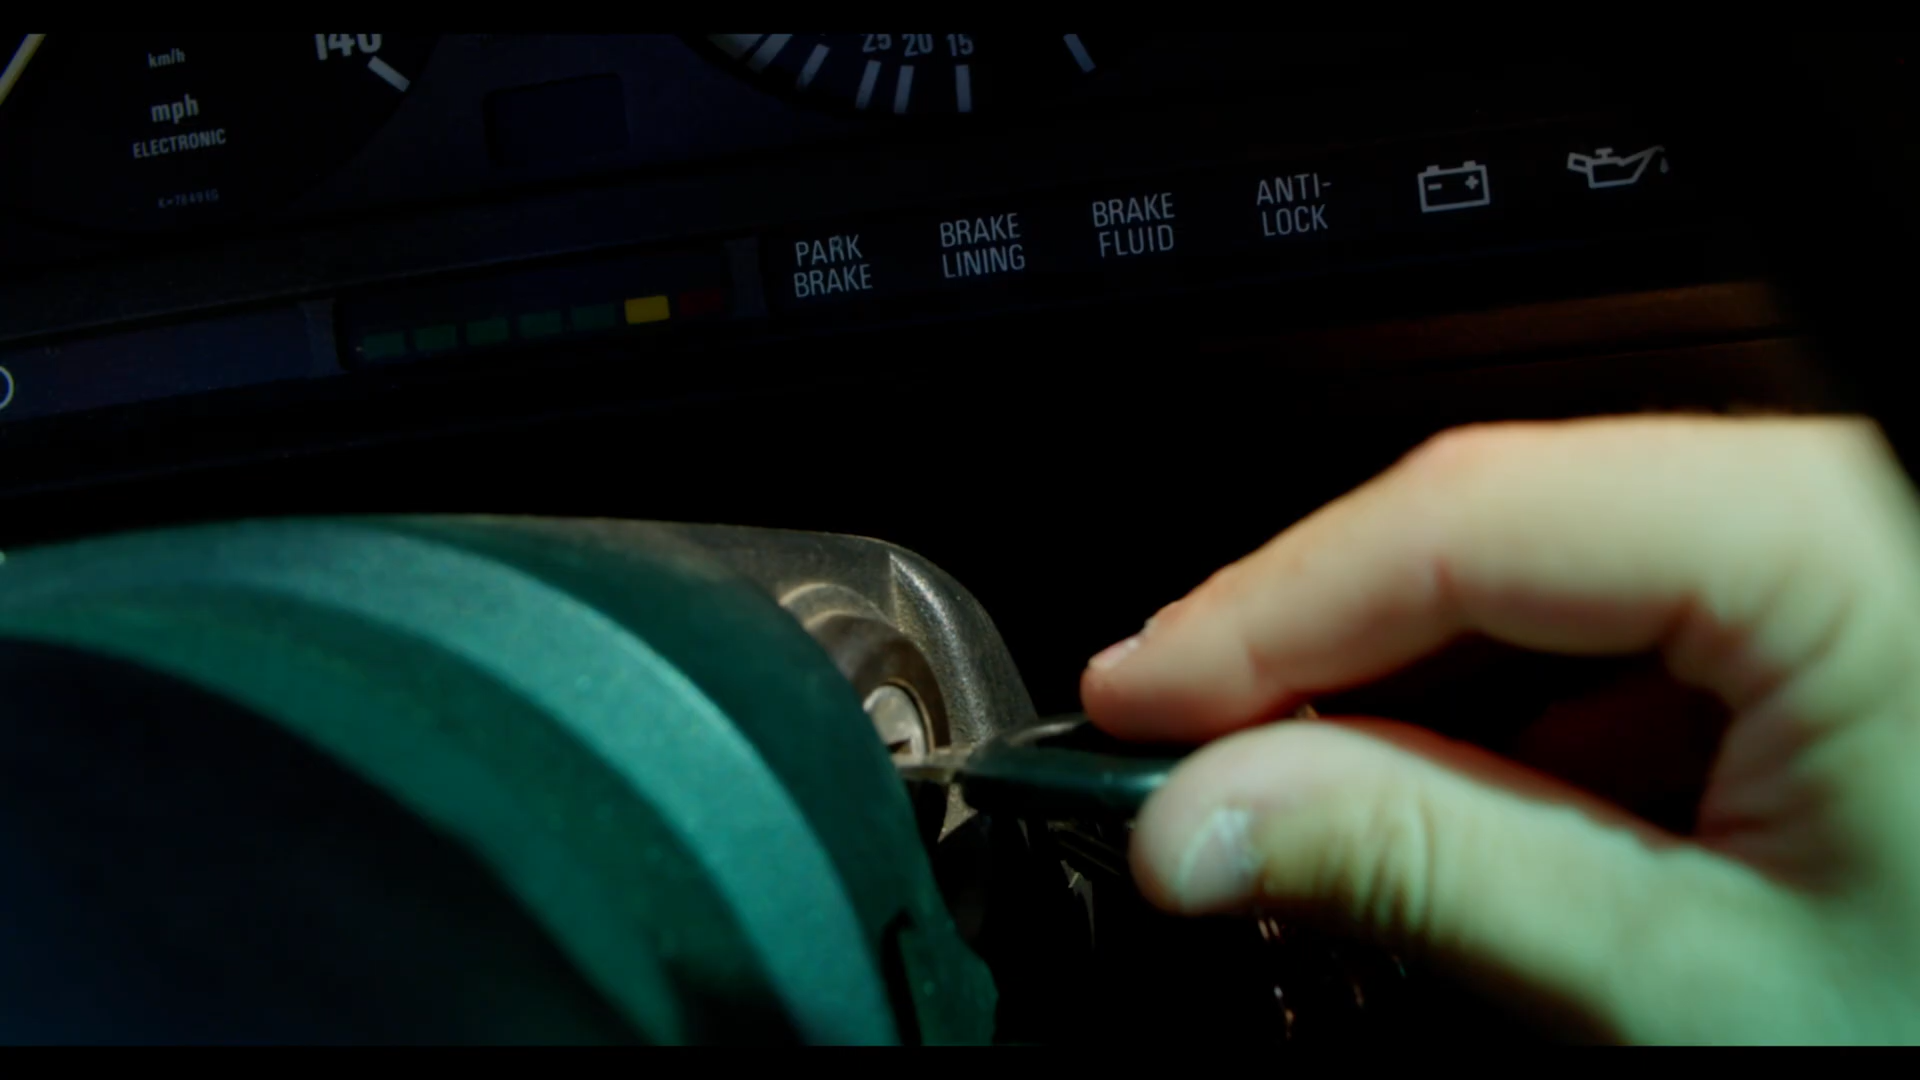 km/h
mph
ELECTRONIC
140
25 20 15
PARK
BRAKE
BRAKE
LINING
BRAKE
FLUID
ANTI-
LOCK